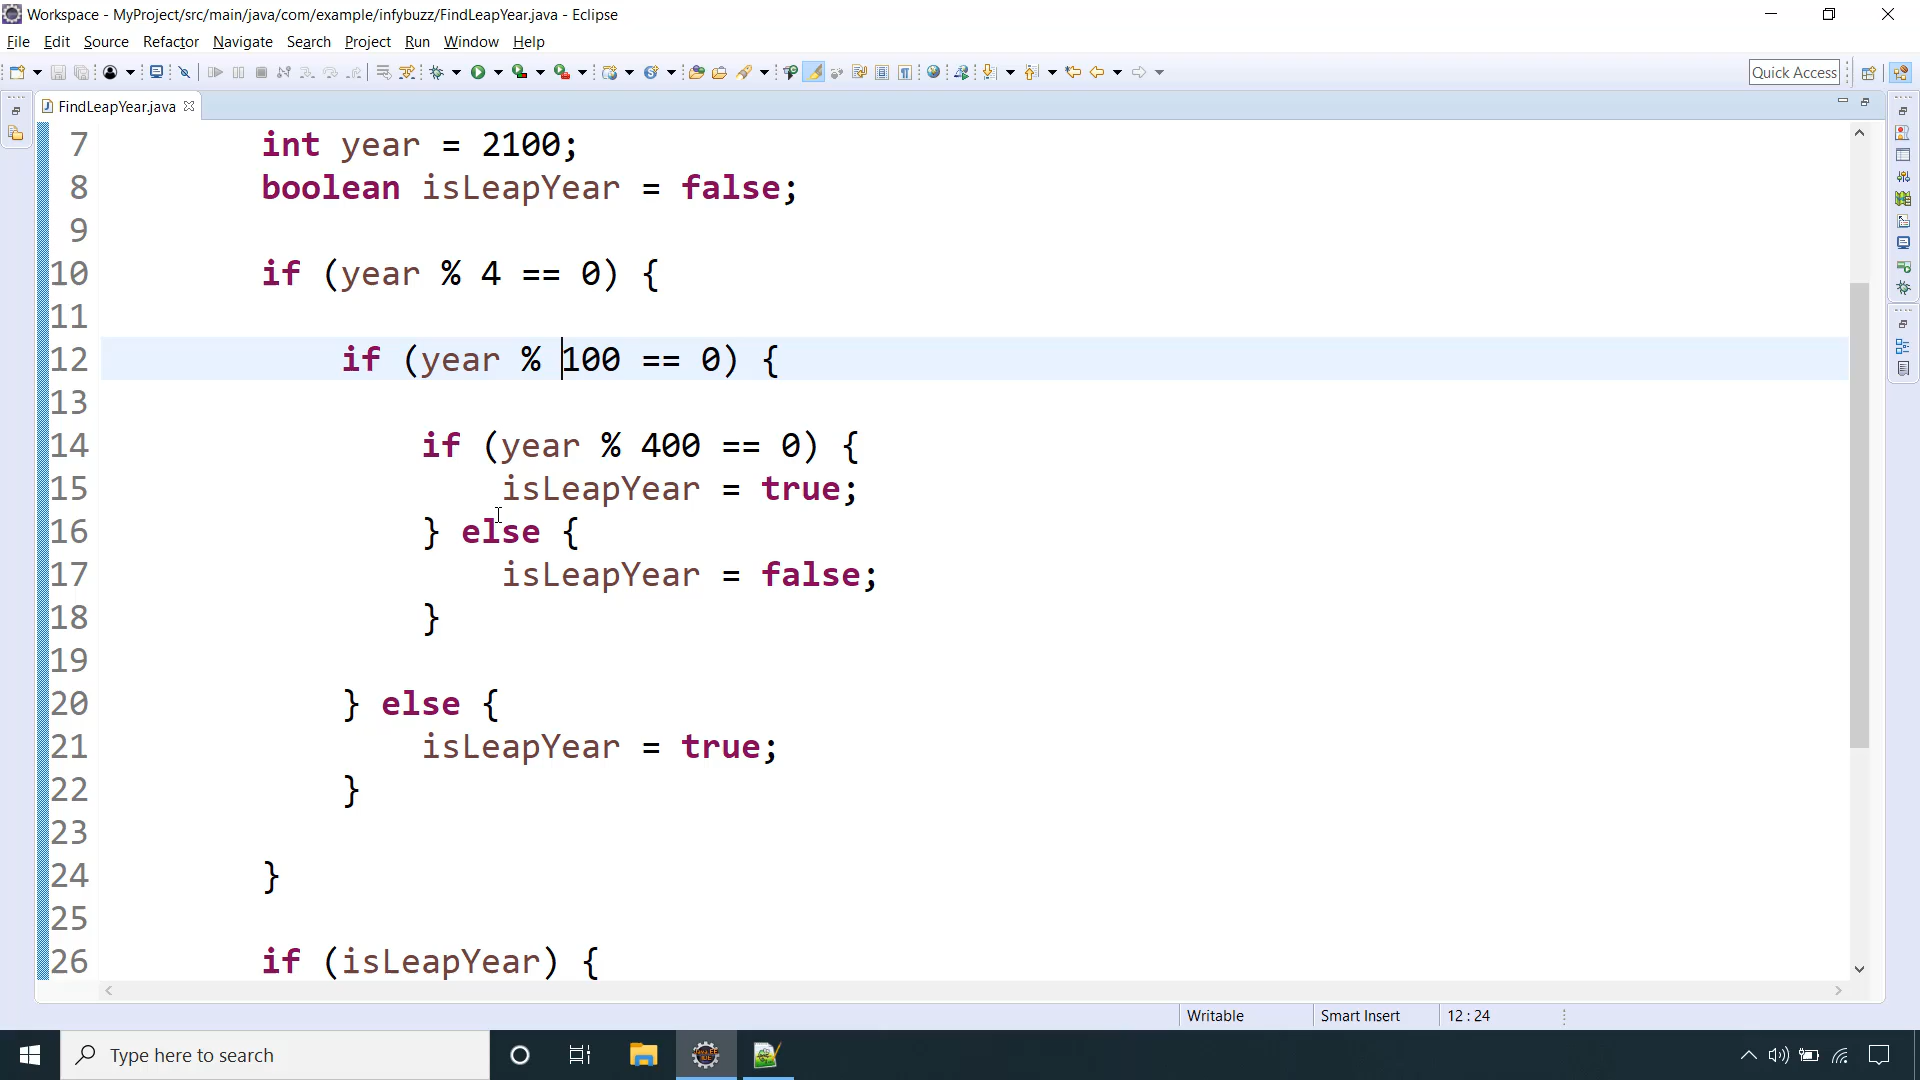 Workspace - MyProject/src/main/java/com/example/infybuzz/FindLeapYear.java - Eclipse
File Edit Source Refactor Navigate Search Project Run Window Help
Quick Access
FindLeapYear.java
7 int year = 2100;
8 boolean isLeapYear = false;
9
10 if (year % 4 == 0) {
11
12 if (year % 100 == 0) {
13
14 if (year % 400 == 0) {
15 isLeapYear = true;
16 } else {
17 isLeapYear = false;
18 }
19
20 } else {
21 isLeapYear = true;
22 }
23
24 }
25
26 if (isLeapYear) {
Writable Smart Insert 12 : 24
Type here to search